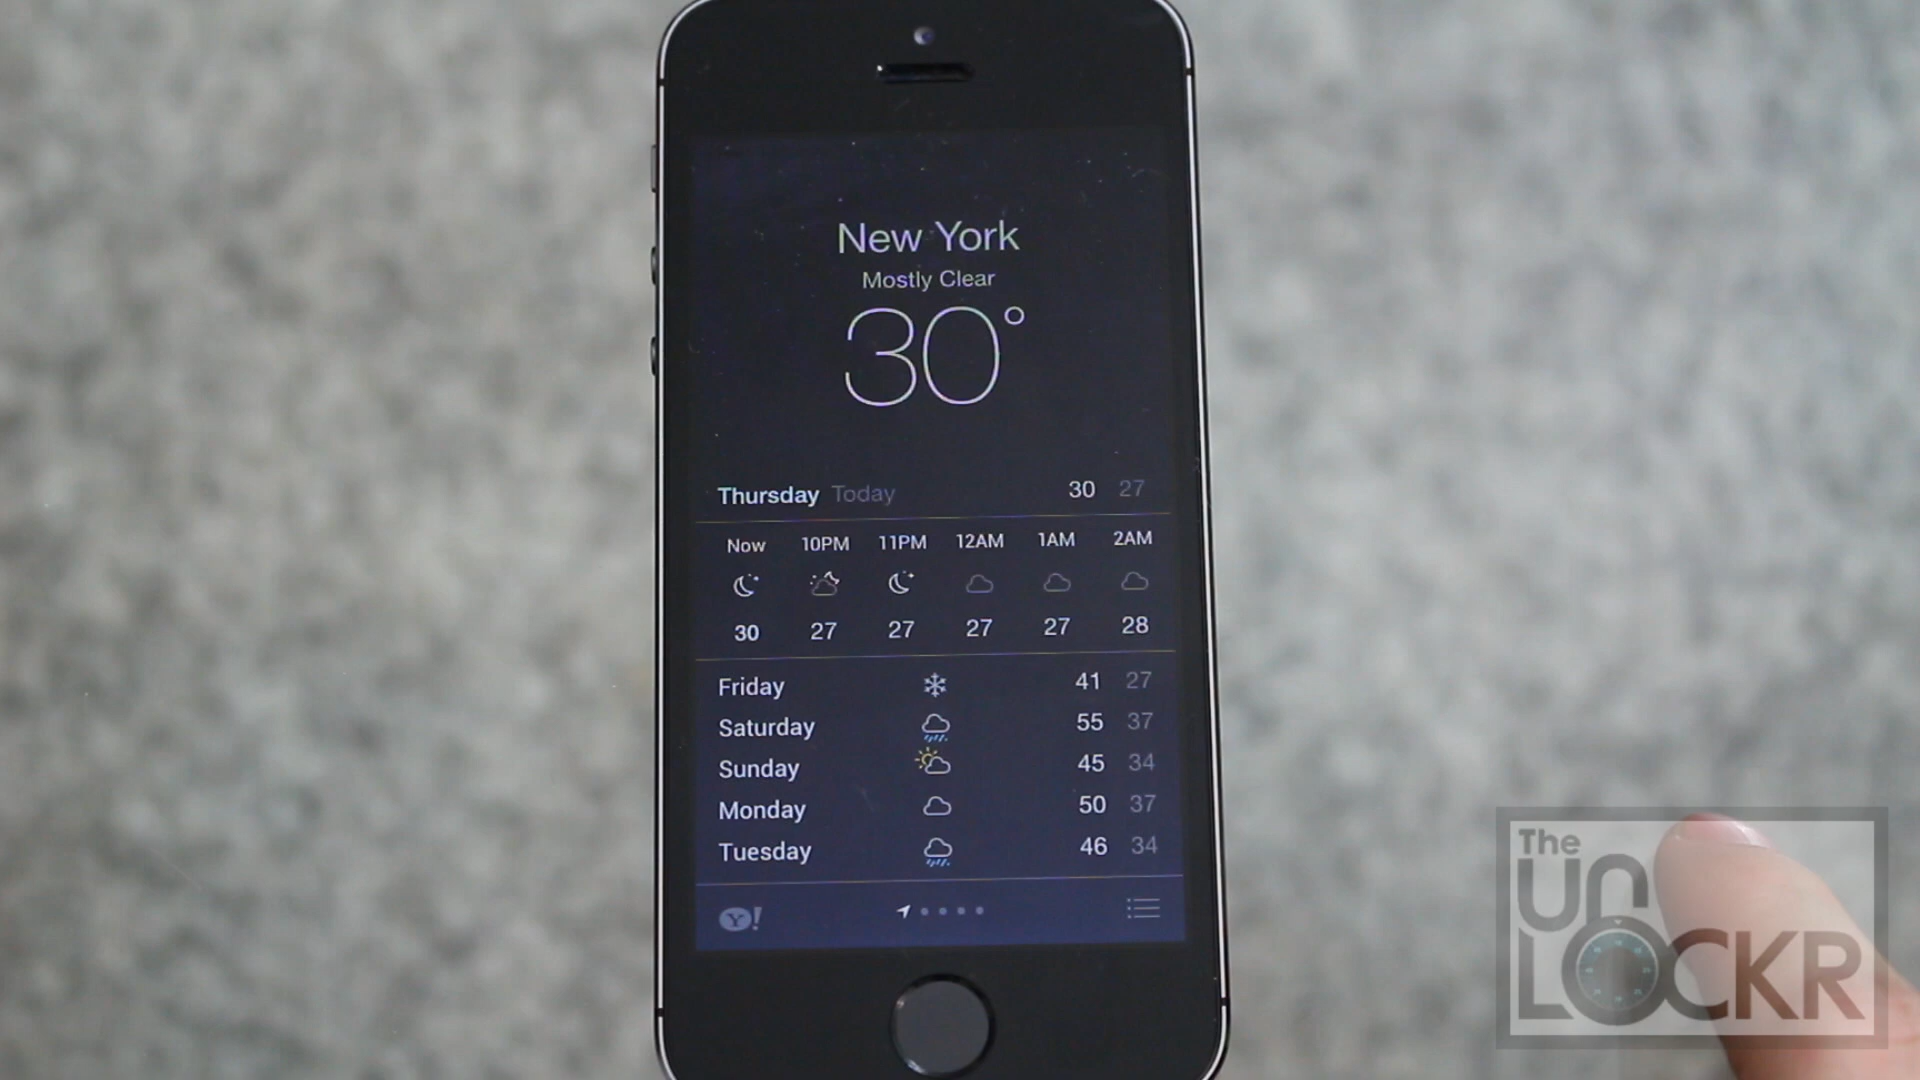 New York
Mostly Clear
30°
Thursday Today 30 27
Now 10PM 11PM 12AM 1AM 2AM
30 27 27 27 27 28
Friday 41 27
Saturday 55 37
Sunday 45 34
Monday 50 37
Tuesday 46 34
Y!
The
UN
LOCKR